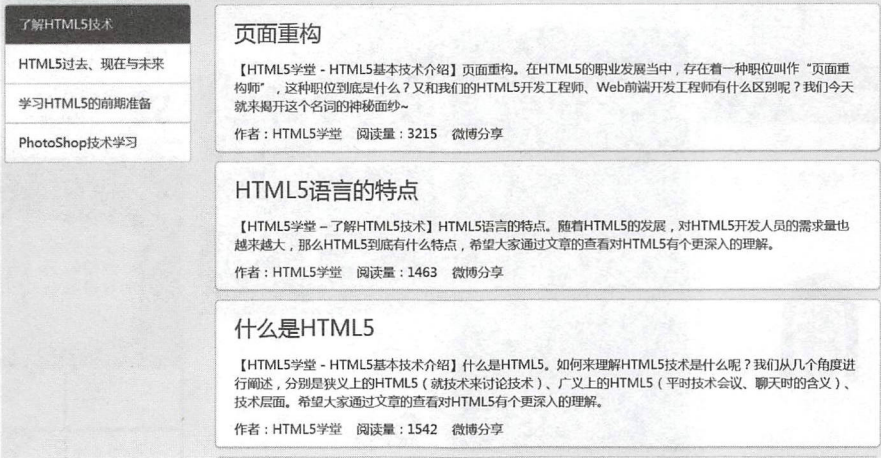 了解HTML5技术
HTML5过去、现在与未来
学习HTML5的前期准备
PhotoShop技术学习
页面重构
【HTML5学堂 - HTML5基本技术介绍】页面重构。在HTML5的职业发展当中，存在着一种职位叫作“页面重
构师”，这种职位到底是什么？又和我们的HTML5开发工程师、Web前端开发工程师有什么区别呢？我们今天
就来揭开这个名词的神秘面纱~
作者：HTML5学堂 阅读量：3215 微博分享
HTML5语言的特点
【HTML5学堂 – 了解HTML5技术】HTML5语言的特点。随着HTML5的发展，对HTML5开发人员的需求量也
越来越大，那么HTML5到底有什么特点，希望大家通过文章的查看对HTML5有个更深入的理解。
作者：HTML5学堂 阅读量：1463 微博分享
什么是HTML5
【HTML5学堂 - HTML5基本技术介绍】什么是HTML5。如何来理解HTML5技术是什么呢？我们从几个角度进
行阐述，分别是狭义上的HTML5（就技术来讨论技术）、广义上的HTML5（平时技术会议、聊天时的含义）、
技术层面。希望大家通过文章的查看对HTML5有个更深入的理解。
作者：HTML5学堂 阅读量：1542 微博分享